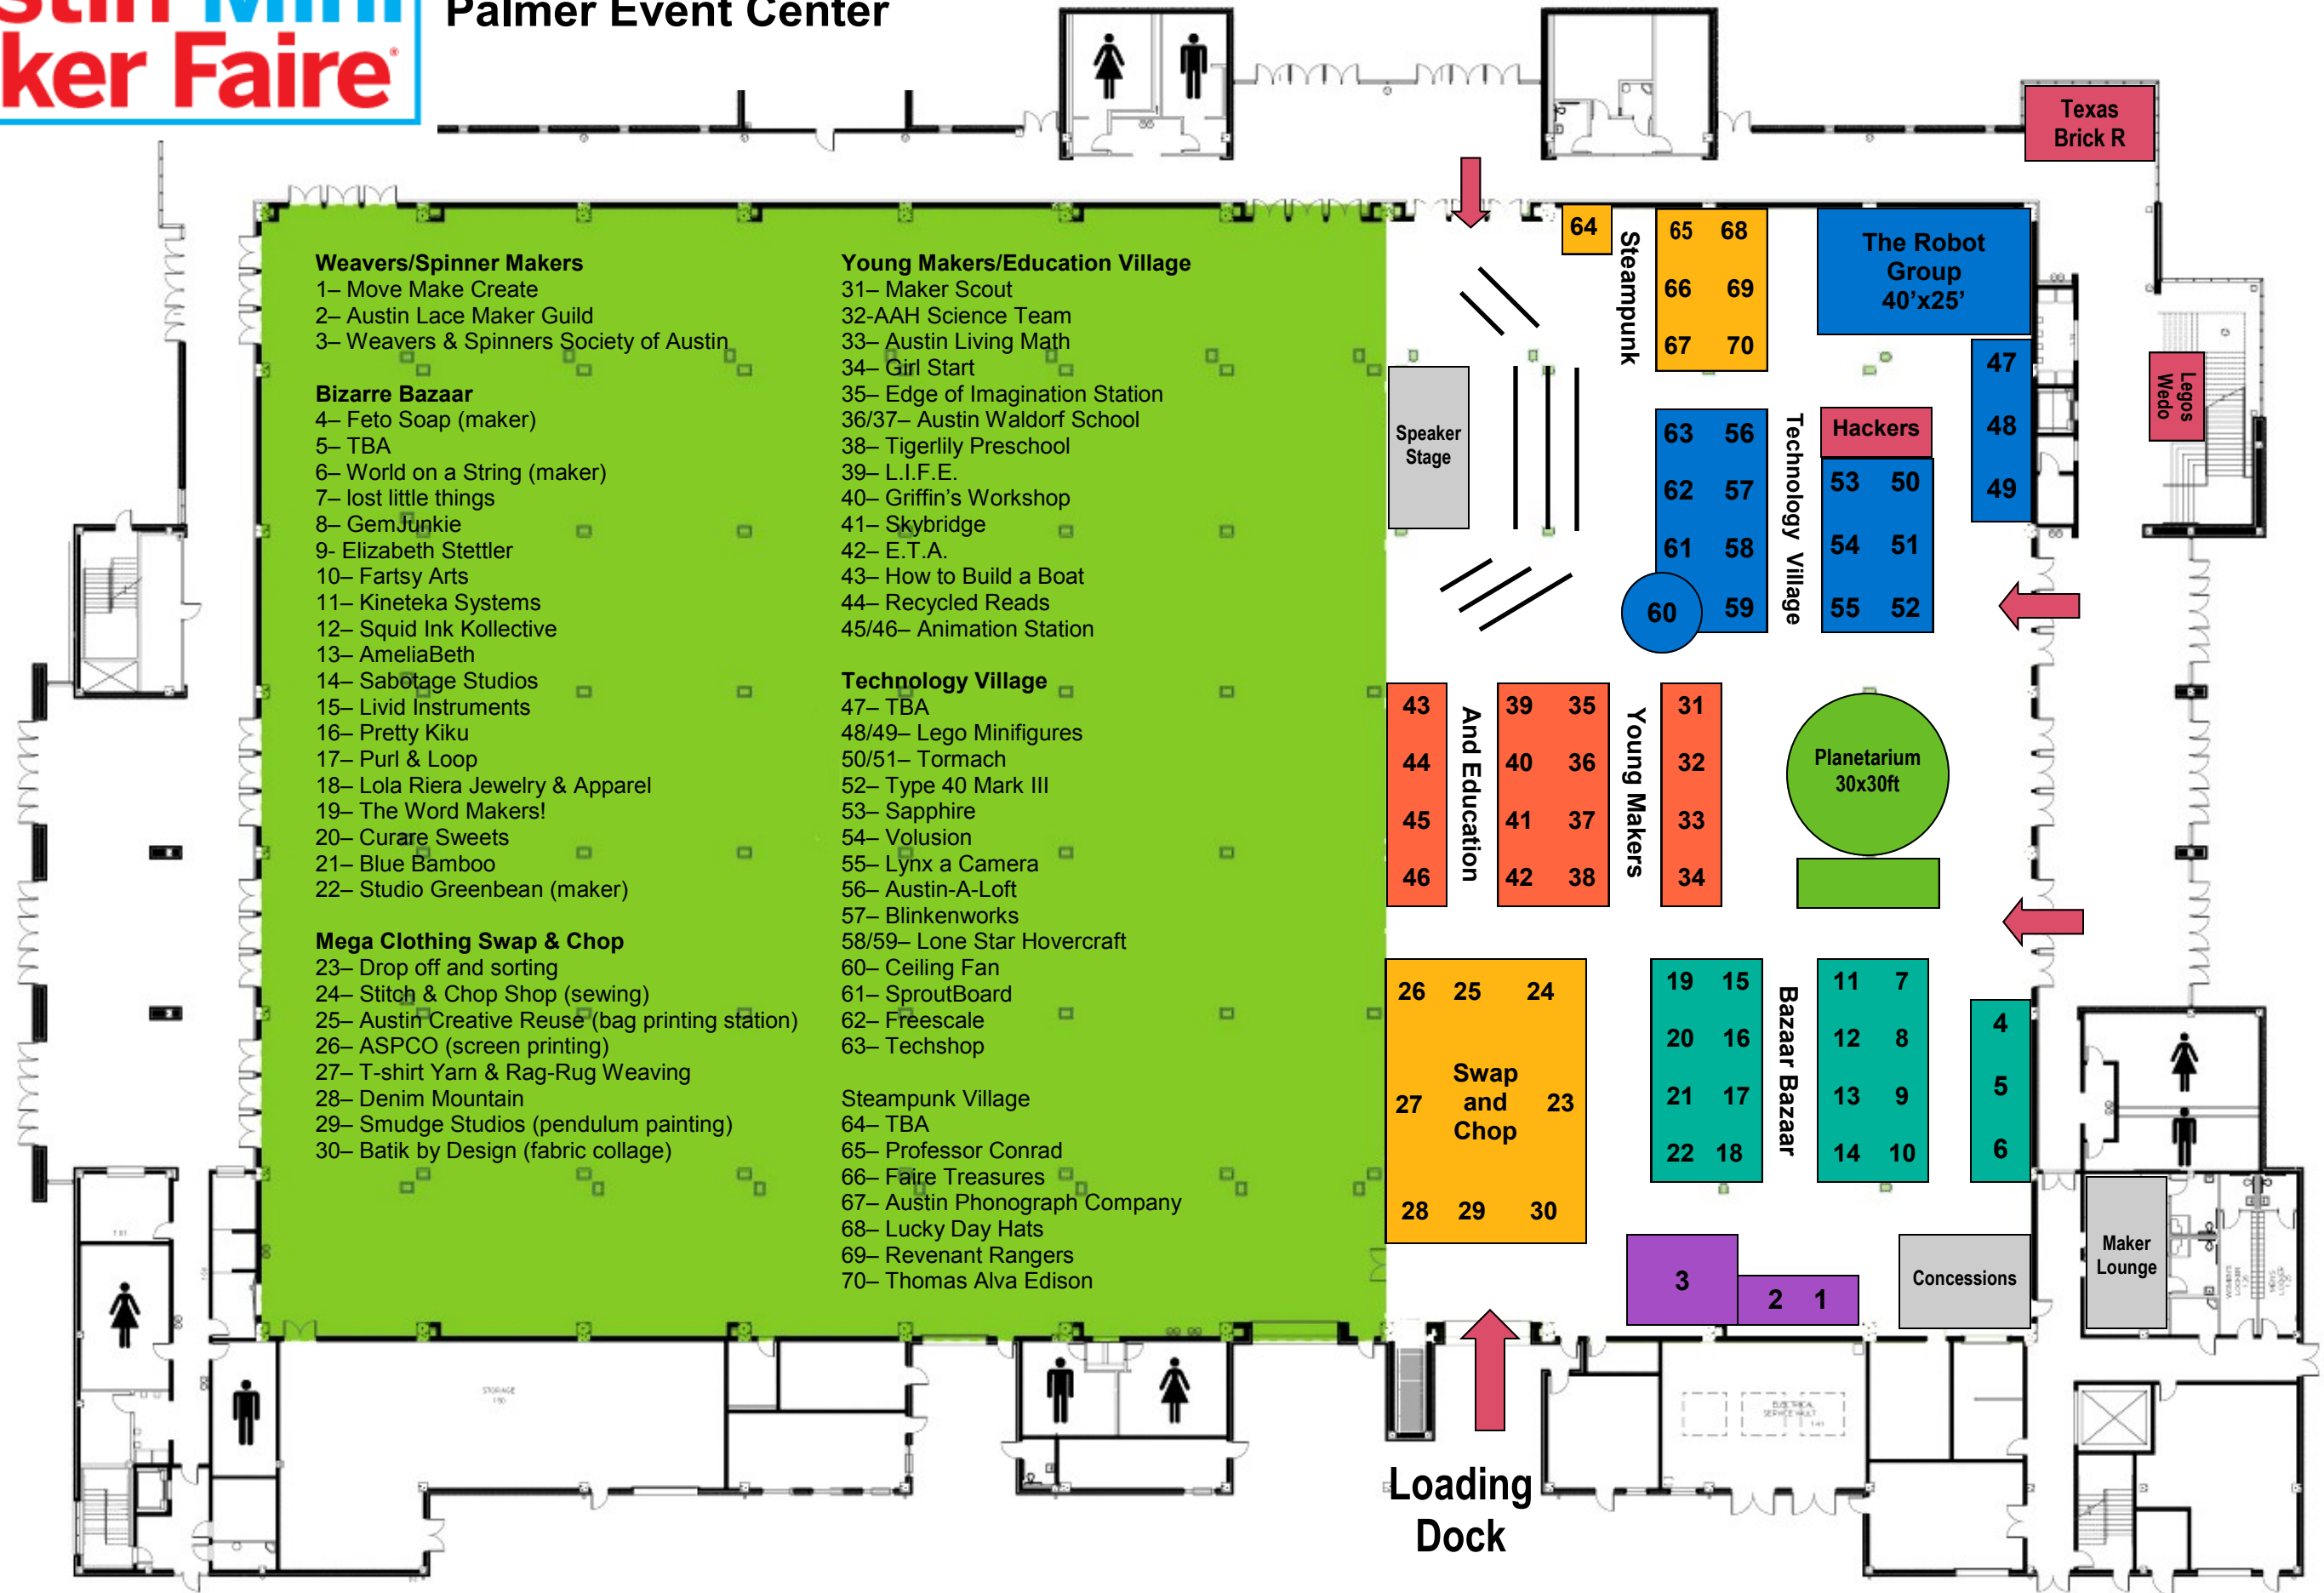 ker Faire®
Palmer Event Center
Texas
Brick R
Weavers/Spinner Makers
1– Move Make Create
2– Austin Lace Maker Guild
3– Weavers & Spinners Society of Austin
Bizarre Bazaar
4– Feto Soap (maker)
5– TBA
6– World on a String (maker)
7– lost little things
8– GemJunkie
9- Elizabeth Stettler
10– Fartsy Arts
11– Kineteka Systems
12– Squid Ink Kollective
13– AmeliaBeth
14– Sabotage Studios
15– Livid Instruments
16– Pretty Kiku
17– Purl & Loop
18– Lola Riera Jewelry & Apparel
19– The Word Makers!
20– Curare Sweets
21– Blue Bamboo
22– Studio Greenbean (maker)
Mega Clothing Swap & Chop
23– Drop off and sorting
24– Stitch & Chop Shop (sewing)
25– Austin Creative Reuse (bag printing station)
26– ASPCO (screen printing)
27– T-shirt Yarn & Rag-Rug Weaving
28– Denim Mountain
29– Smudge Studios (pendulum painting)
30– Batik by Design (fabric collage)
Young Makers/Education Village
31– Maker Scout
32-AAH Science Team
33– Austin Living Math
34– Girl Start
35– Edge of Imagination Station
36/37– Austin Waldorf School
38– Tigerlily Preschool
39– L.I.F.E.
40– Griffin's Workshop
41– Skybridge
42– E.T.A.
43– How to Build a Boat
44– Recycled Reads
45/46– Animation Station
Technology Village
47– TBA
48/49– Lego Minifigures
50/51– Tormach
52– Type 40 Mark III
53– Sapphire
54– Volusion
55– Lynx a Camera
56– Austin-A-Loft
57– Blinkenworks
58/59– Lone Star Hovercraft
60– Ceiling Fan
61– SproutBoard
62– Freescale
63– Techshop
Steampunk Village
64– TBA
65– Professor Conrad
66– Faire Treasures
67– Austin Phonograph Company
68– Lucky Day Hats
69– Revenant Rangers
70– Thomas Alva Edison
64
Steampunk
65 68
66 69
67 70
The Robot
Group
40'x25'
47
48
49
Legos
Wedo
Speaker
Stage
63 56
62 57
61 58
60 59
Technology Village
Hackers
53 50
54 51
55 52
43
44
45
46
And Education
39 35
40 36
41 37
42 38
Young Makers
31
32
33
34
Planetarium
30x30ft
26 25 24
27
Swap
and
Chop
23
28 29 30
19 15
20 16
21 17
22 18
Bazaar Bazaar
11 7
12 8
13 9
14 10
4
5
6
3
2 1
Concessions
Maker
Lounge
STORAGE
ELECTRICAL
SERVICE VAULT
Loading
Dock